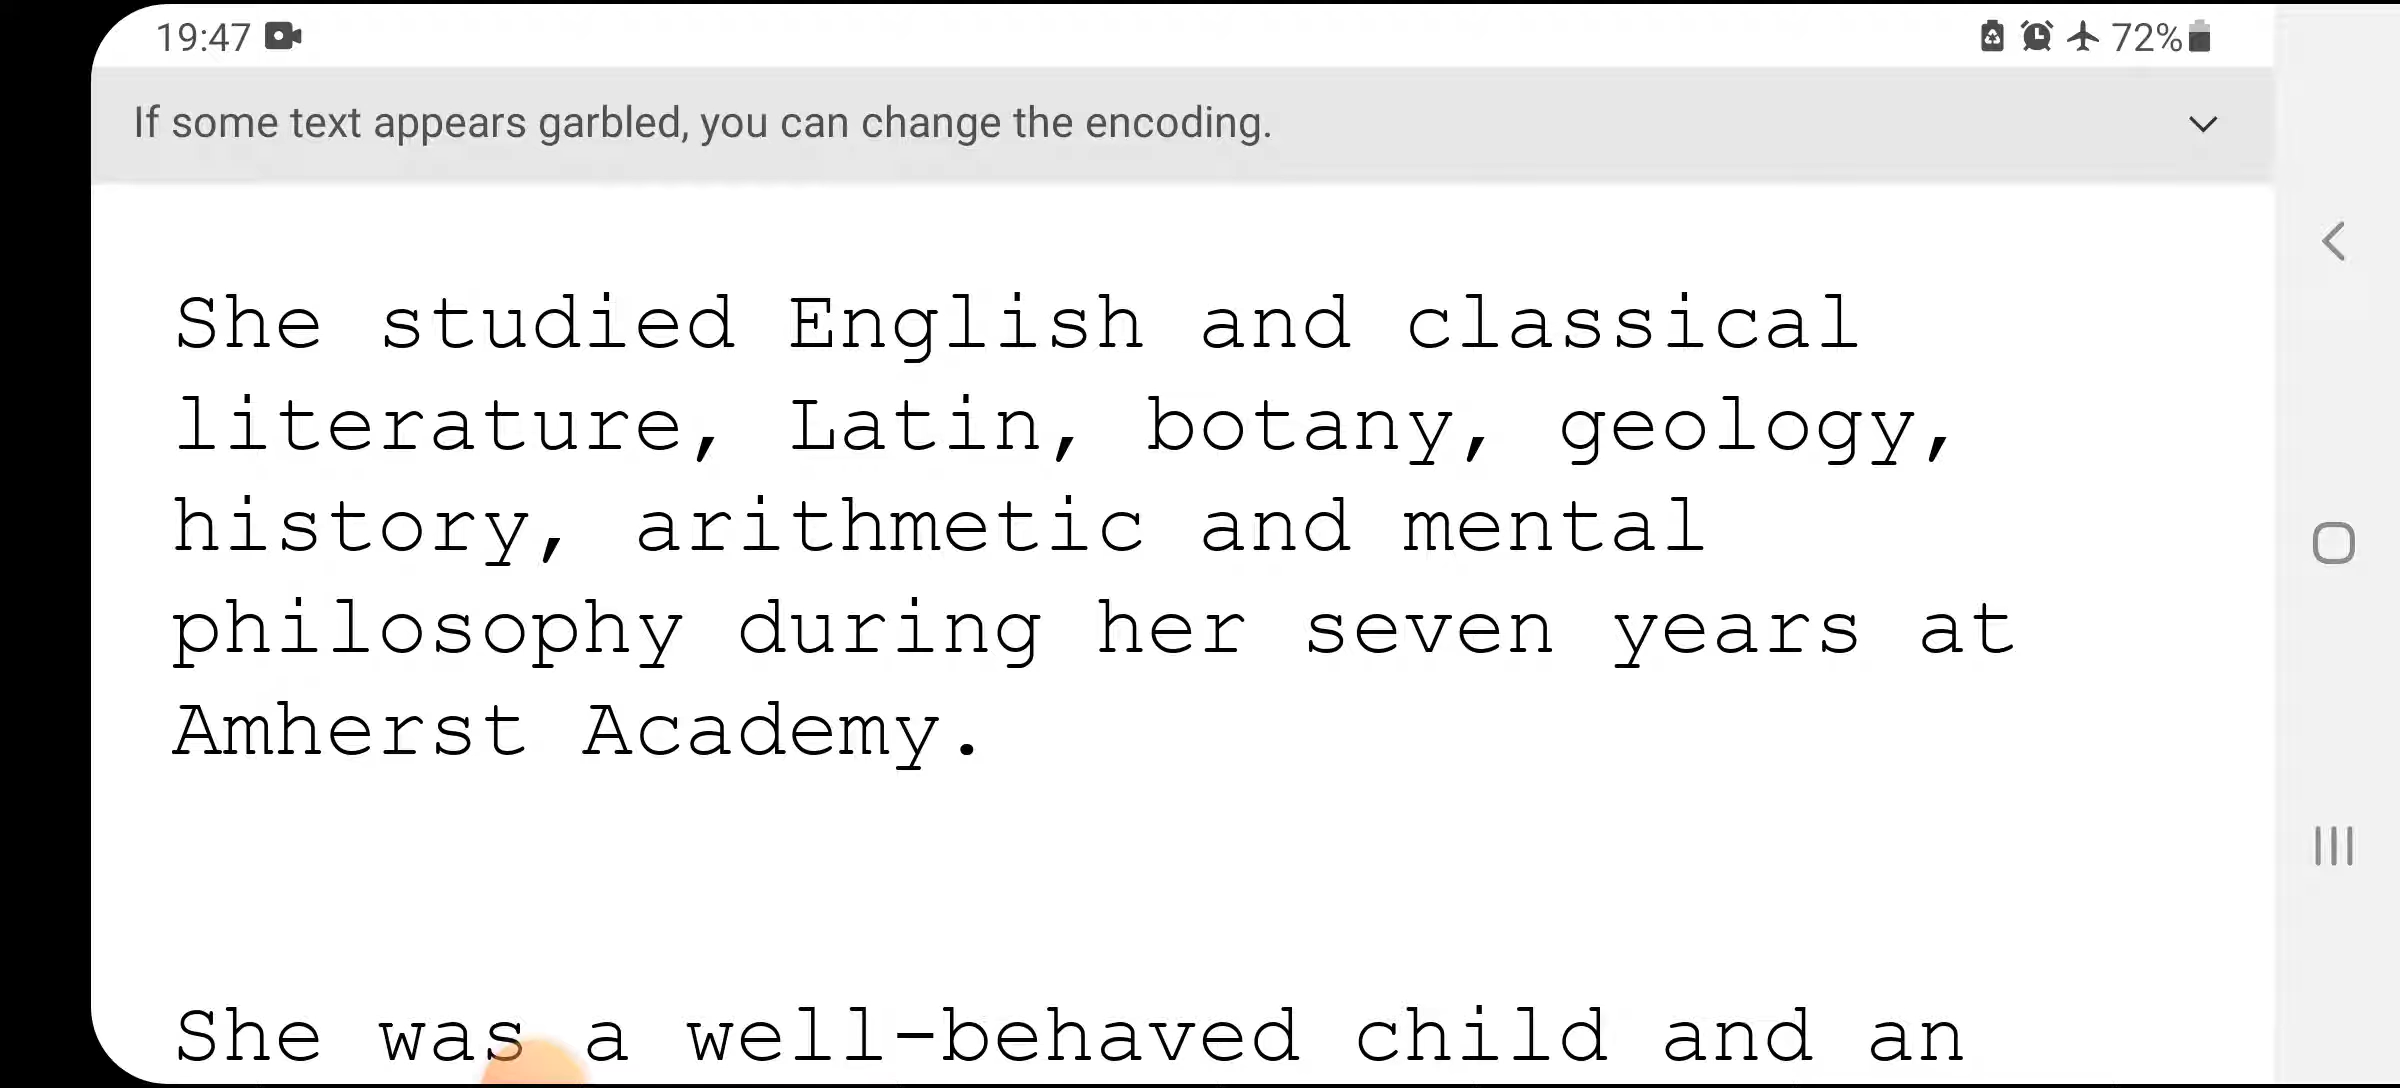 19:47 72%
If some text appears garbled, you can change the encoding.
She studied English and classical
literature, Latin, botany, geology,
history, arithmetic and mental
philosophy during her seven years at
Amherst Academy.
She was a well-behaved child and an